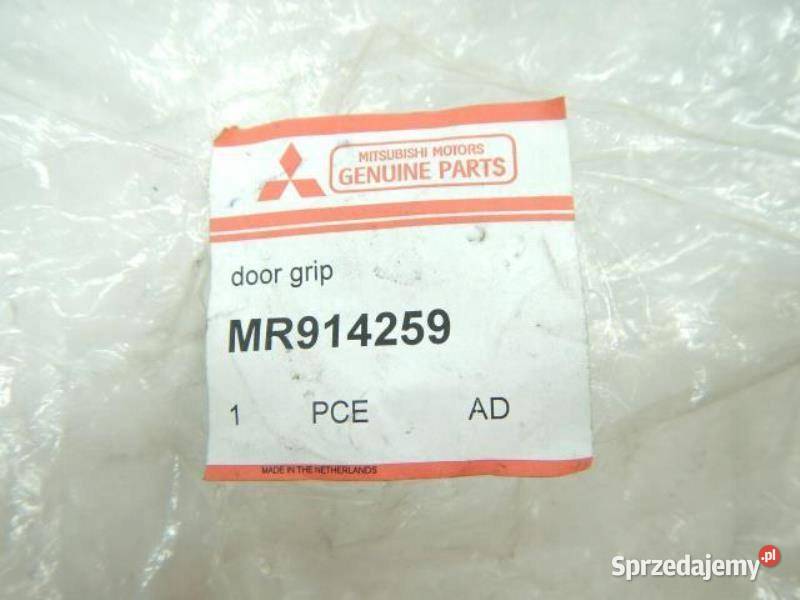 MITSUBISHI MOTORS
GENUINE PARTS
door grip
MR914259
1 PCE AD
MADE IN THE NETHERLANDS
Sprzedajemy.pl